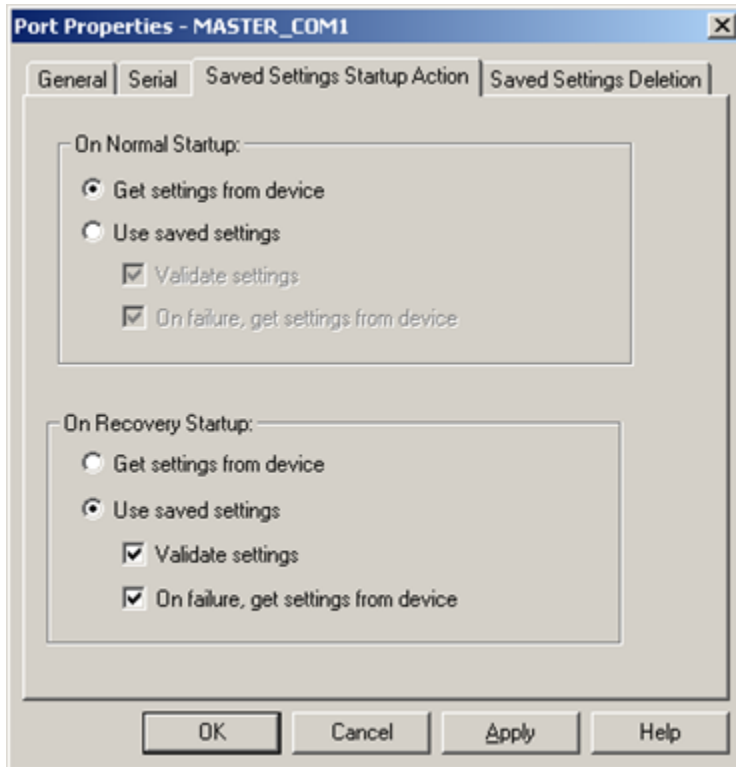 Port Properties - MASTER_COM1
General Serial Saved Settings Startup Action Saved Settings Deletion
On Normal Startup:
Get settings from device
Use saved settings
Validate settings
On failure, get settings from device
On Recovery Startup:
Get settings from device
Use saved settings
Validate settings
On failure, get settings from device
OK Cancel Apply Help